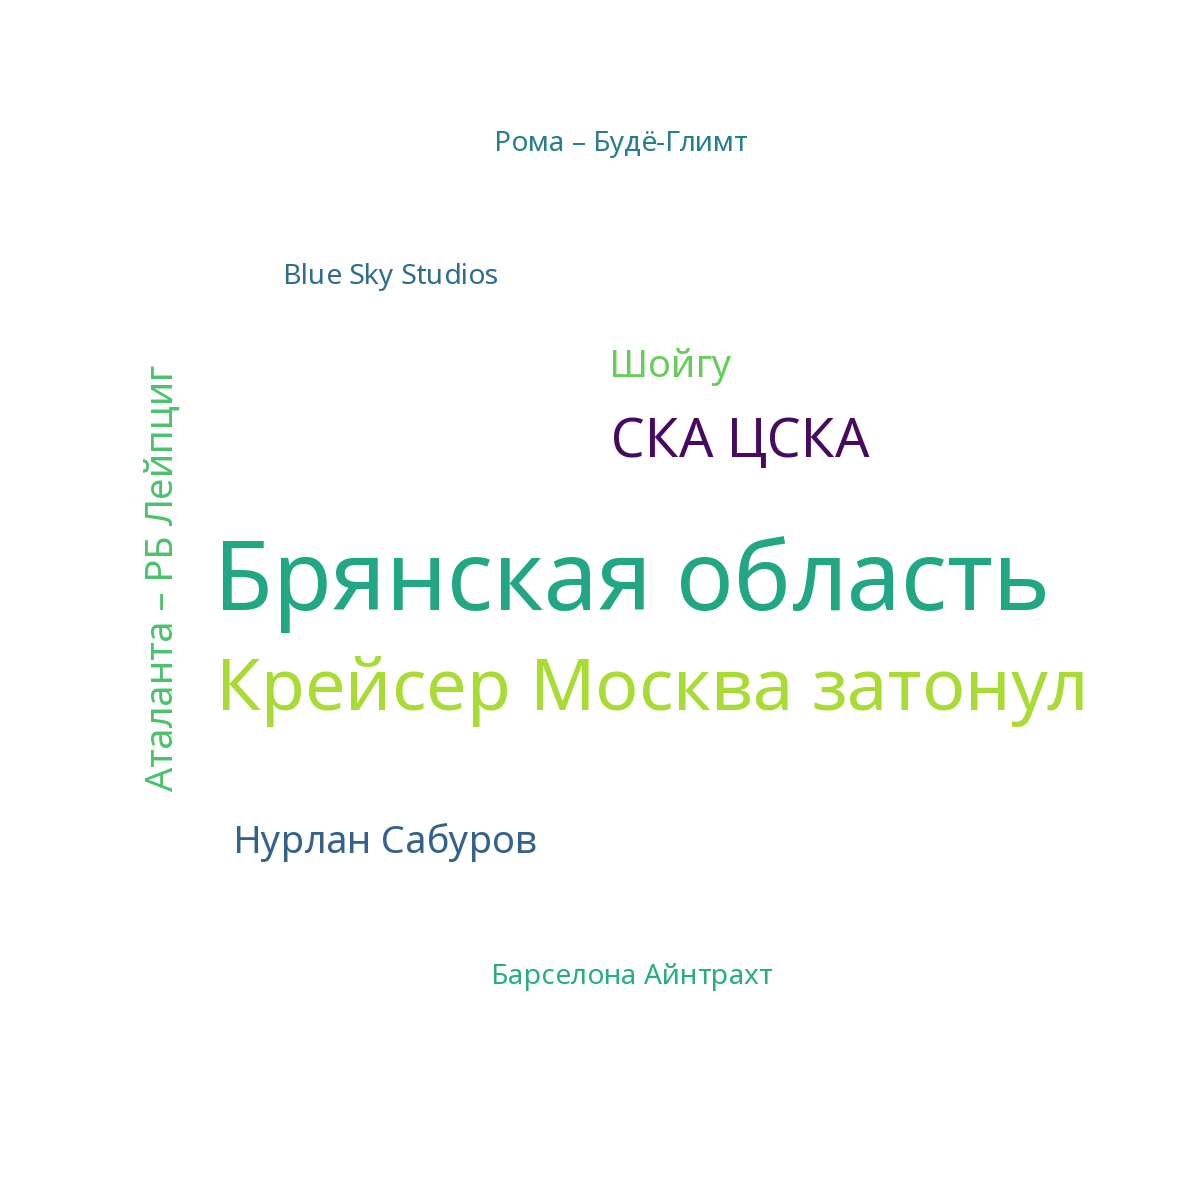 Рома – Будё-Глимт
Blue Sky Studios
Шойгу
СКА ЦСКА
Аталанта – РБ Лейпциг
Брянская область
Крейсер Москва затонул
Нурлан Сабуров
Барселона Айнтрахт